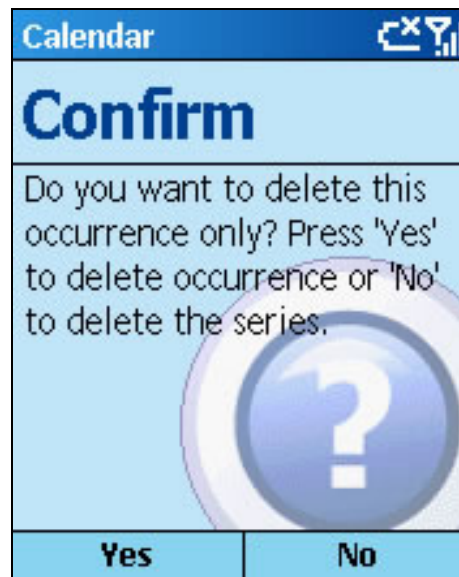 Calendar
Confirm
Do you want to delete this
occurrence only? Press 'Yes'
to delete occurrence or 'No'
to delete the series.
?
Yes No